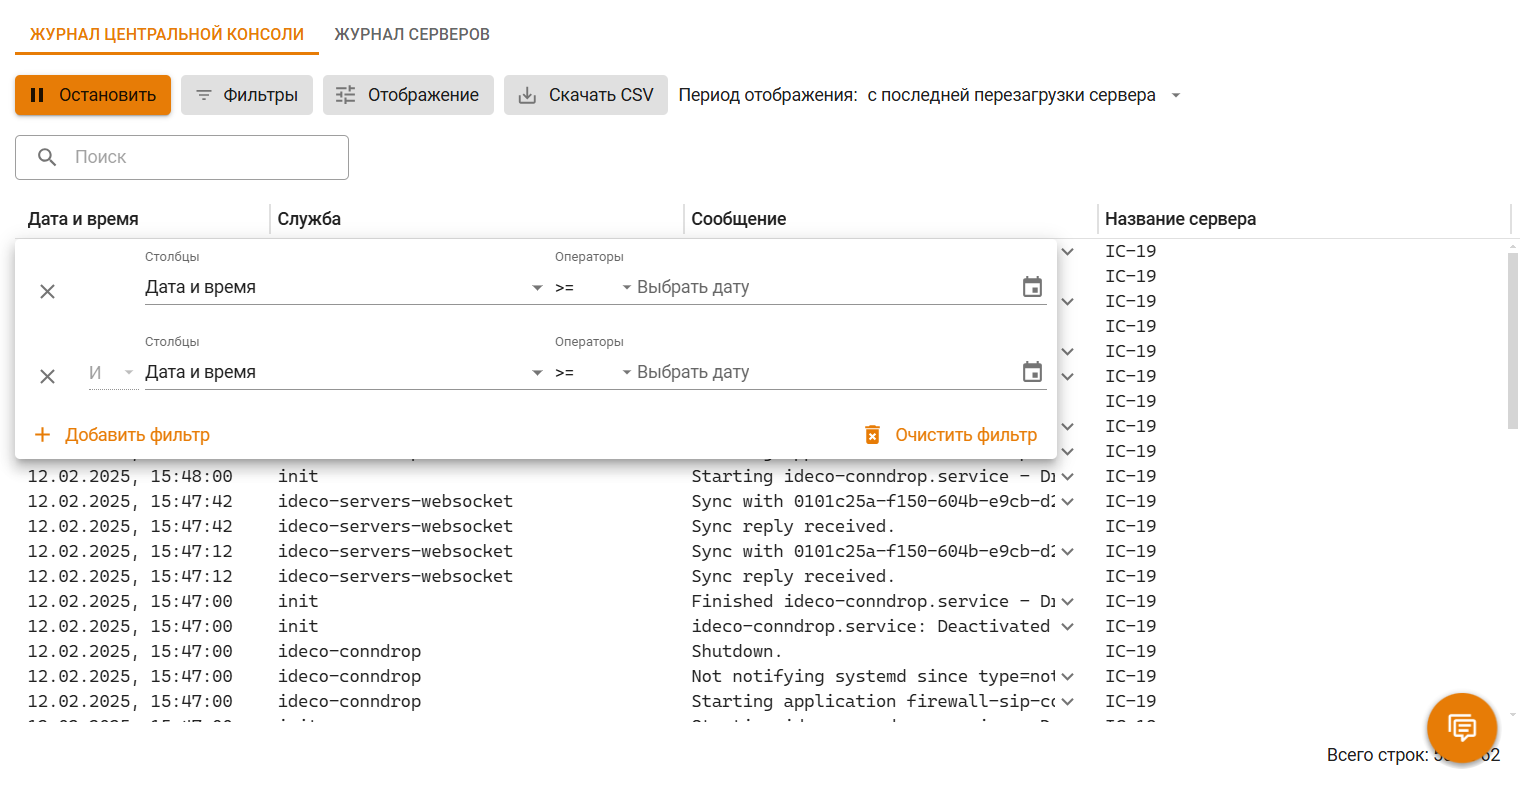 ЖУРНАЛ ЦЕНТРАЛЬНОЙ КОНСОЛИ ЖУРНАЛ СЕРВЕРОВ
Остановить Фильтры Отображение Скачать CSV Период отображения: с последней перезагрузки сервера
Поиск
Дата и время Служба Сообщение Название сервера
Столбцы Операторы
Дата и время >= Выбрать дату
Столбцы Операторы
И Дата и время >= Выбрать дату
Добавить фильтр Очистить фильтр
IC-19
IC-19
IC-19
IC-19
IC-19
IC-19
IC-19
IC-19
IC-19
12.02.2025, 15:48:00 init Starting ideco-conndrop.service - IC-19
12.02.2025, 15:47:42 ideco-servers-websocket Sync with 0101c25a-f150-604b-e9cb-d2 IC-19
12.02.2025, 15:47:42 ideco-servers-websocket Sync reply received. IC-19
12.02.2025, 15:47:12 ideco-servers-websocket Sync with 0101c25a-f150-604b-e9cb-d2 IC-19
12.02.2025, 15:47:12 ideco-servers-websocket Sync reply received. IC-19
12.02.2025, 15:47:00 init Finished ideco-conndrop.service - IC-19
12.02.2025, 15:47:00 init ideco-conndrop.service: Deactivated IC-19
12.02.2025, 15:47:00 ideco-conndrop Shutdown. IC-19
12.02.2025, 15:47:00 ideco-conndrop Not notifying systemd since type=not IC-19
12.02.2025, 15:47:00 ideco-conndrop Starting application firewall-sip-co IC-19
Всего строк: